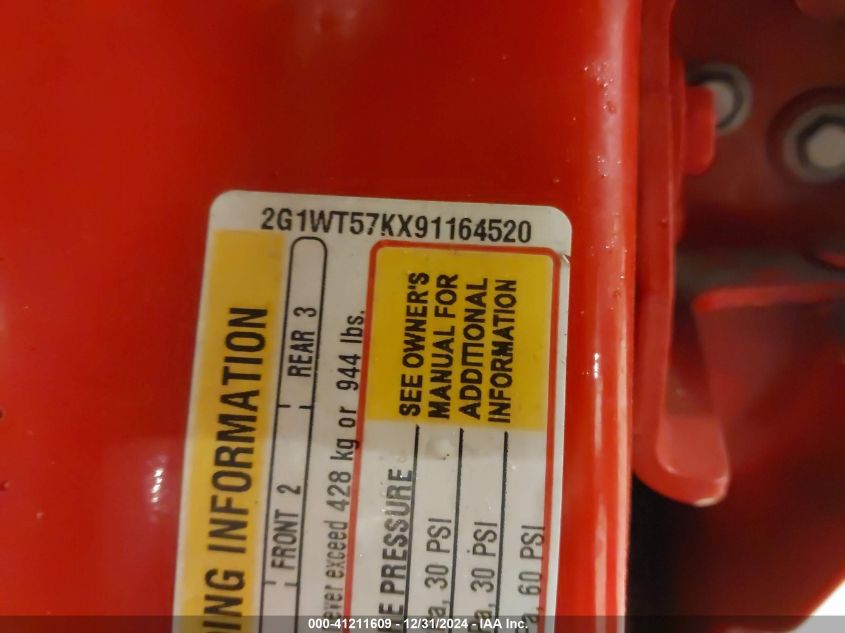 2G1WT57KX91164520
DING INFORMATION
FRONT 2 REAR 3
ever exceed 428 kg or 944 lbs.
E PRESSURE SEE OWNER'S
a, 30 PSI MANUAL FOR
a, 30 PSI ADDITIONAL
a, 60 PSI INFORMATION
000-41211609 - 12/31/2024 - IAA Inc.